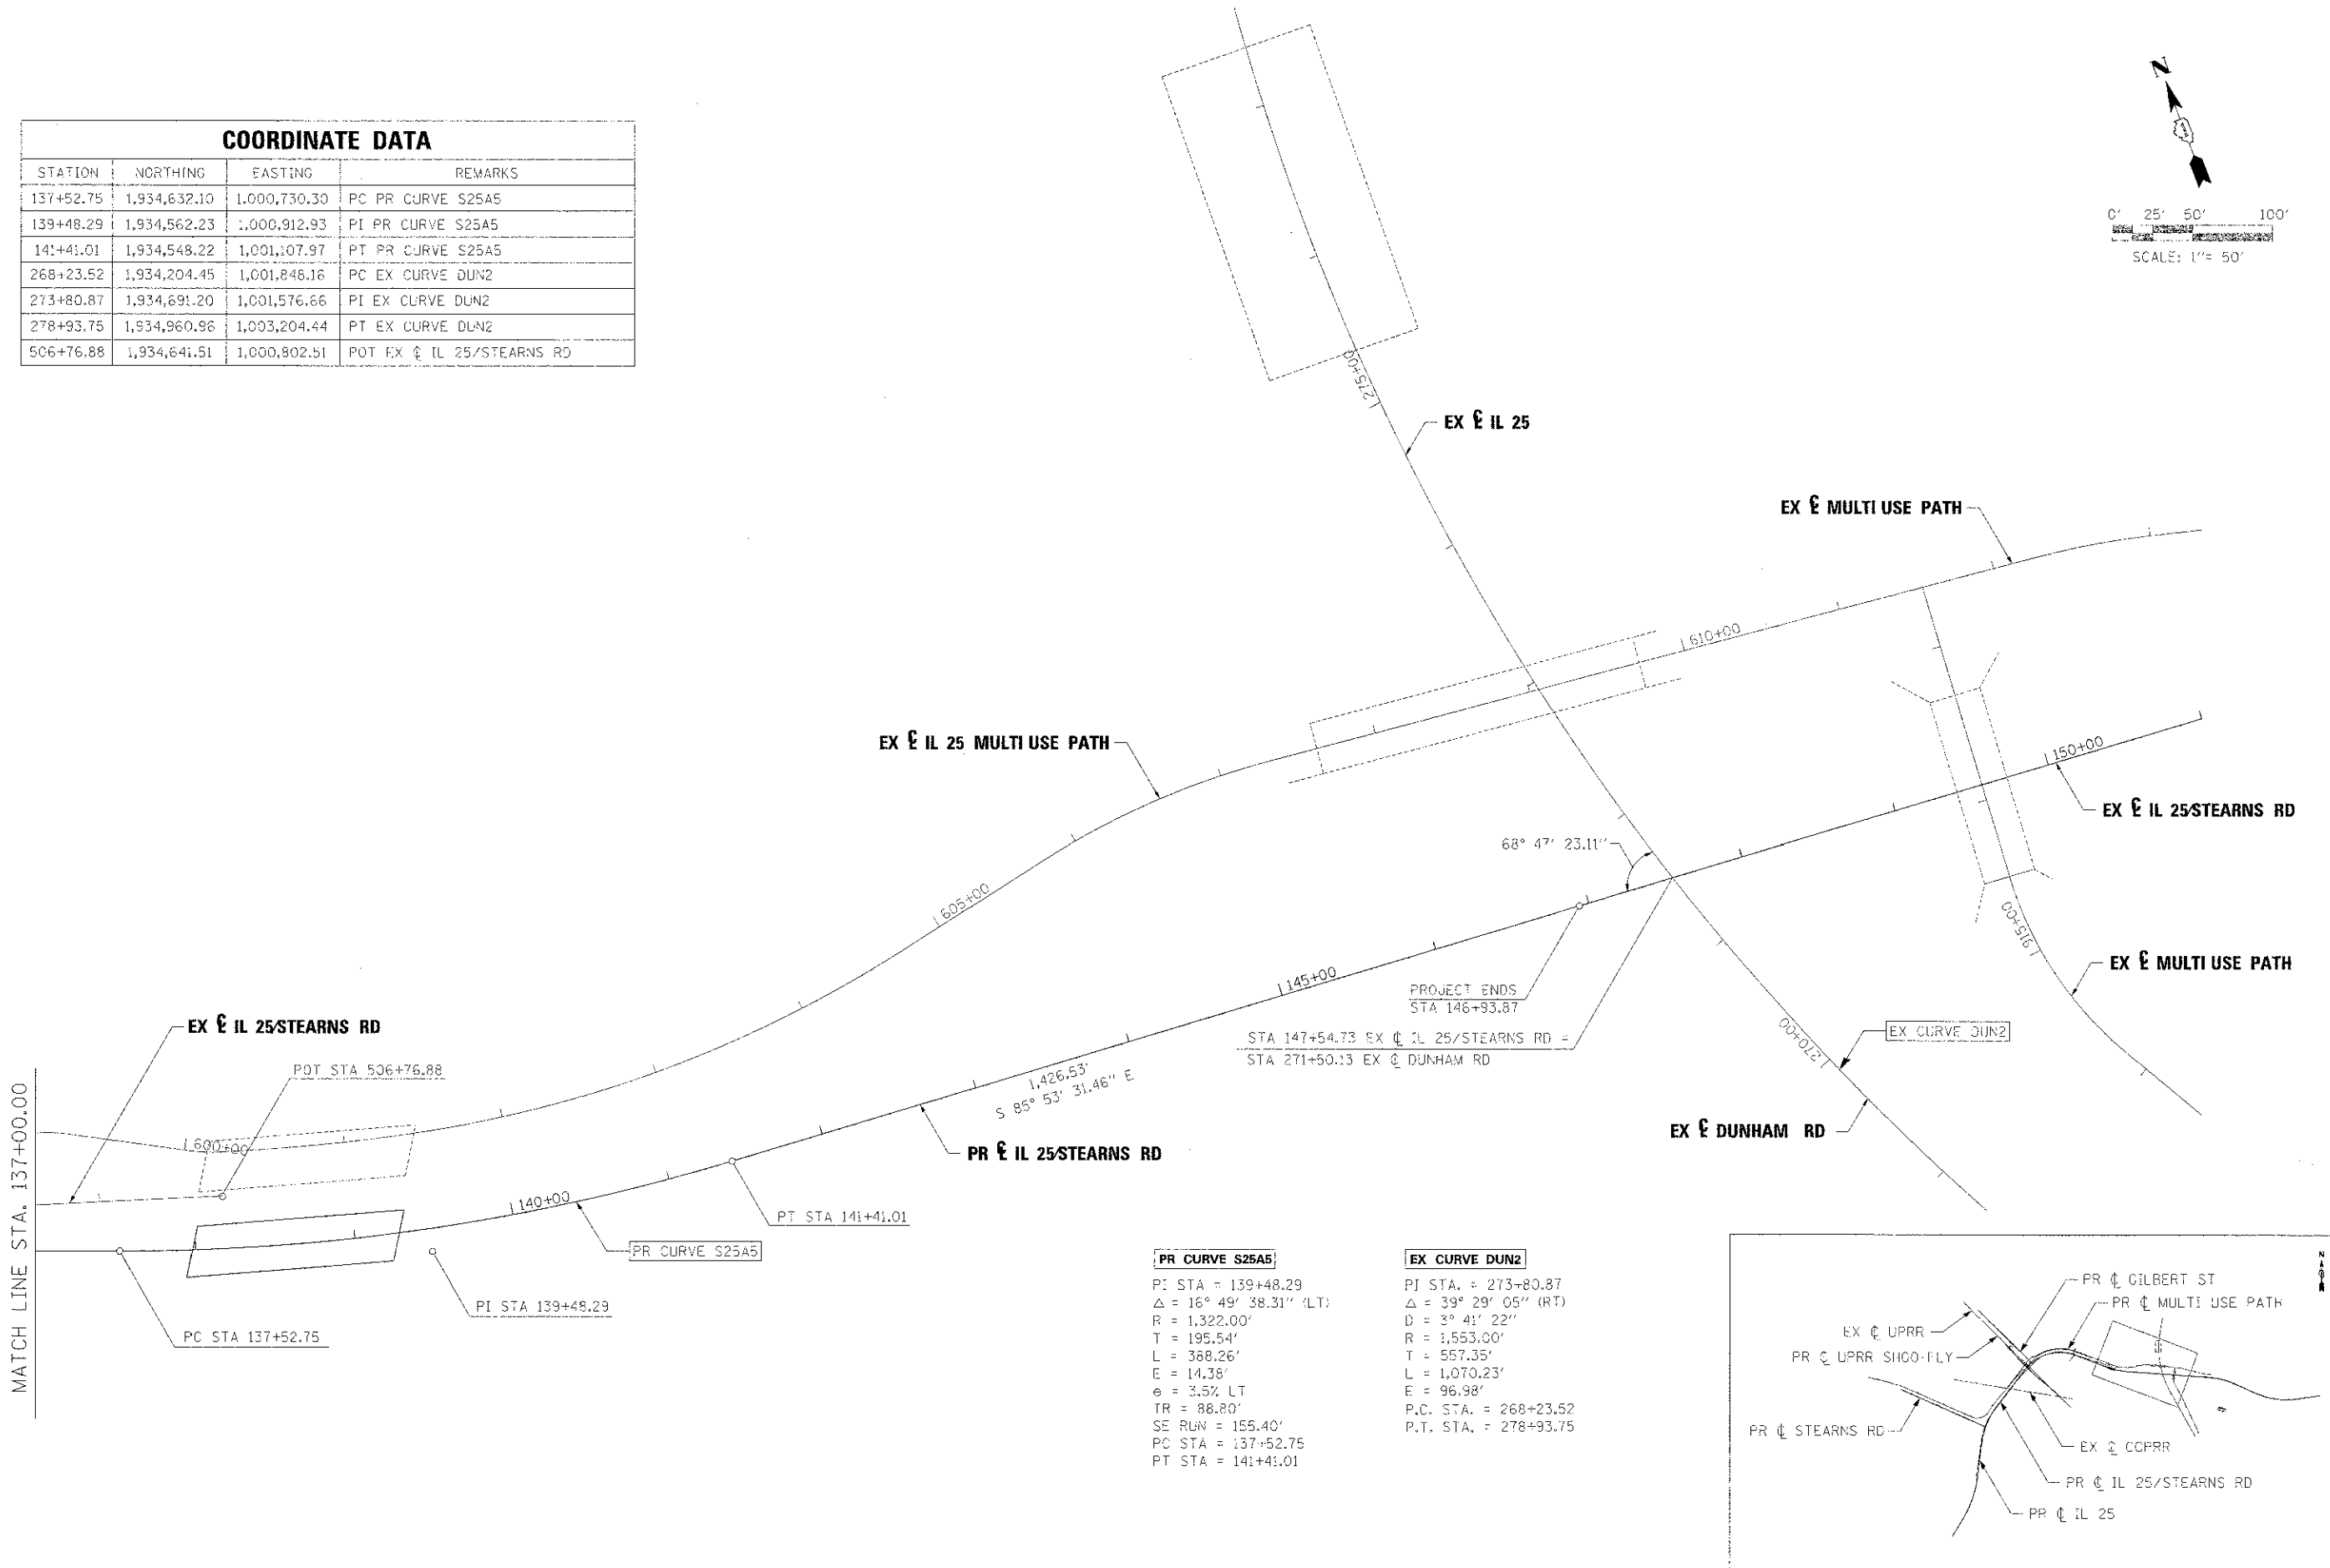 COORDINATE DATA
STATION NORTHING EASTING REMARKS
137+52.75 1,934,632.10 1,000,730.30 PC PR CURVE S25A5
139+48.29 1,934,562.23 1,000,912.93 PI PR CURVE S25A5
141+41.01 1,934,548.22 1,001,107.97 PT PR CURVE S25A5
268+23.52 1,934,204.45 1,001,848.16 PC EX CURVE DUN2
273+80.87 1,934,691.20 1,001,576.66 PI EX CURVE DUN2
278+93.75 1,934,960.96 1,003,204.44 PT EX CURVE DUN2
506+76.88 1,934,641.51 1,000,802.51 POT EX ℄ IL 25/STEARNS RD
N
0' 25' 50' 100'
SCALE: 1"= 50'
275+00
EX ℄ IL 25
EX ℄ MULTI USE PATH
610+00
EX ℄ IL 25 MULTI USE PATH
150+00
EX ℄ IL 25/STEARNS RD
68° 47' 23.11"
605+00
915+00
EX ℄ MULTI USE PATH
145+00
PROJECT ENDS
STA 146+93.87
STA 147+54.73 EX ℄ IL 25/STEARNS RD =
STA 271+50.13 EX ℄ DUNHAM RD
270+00
EX CURVE DUN2
EX ℄ IL 25/STEARNS RD
POT STA 506+76.88
1,426.53'
S 85° 53' 31.46" E
EX ℄ DUNHAM RD
PR ℄ IL 25/STEARNS RD
MATCH LINE STA. 137+00.00
600+00
140+00
PT STA 141+41.01
PR CURVE S25A5
PI STA 139+48.29
PC STA 137+52.75
PR CURVE S25A5
PI STA = 139+48.29
Δ = 16° 49' 38.31" (LT)
R = 1,322.00'
T = 195.54'
L = 388.26'
E = 14.38'
e = 3.5% LT
TR = 88.80'
SE RUN = 155.40'
PC STA = 137+52.75
PT STA = 141+41.01
EX CURVE DUN2
PI STA. = 273+80.87
Δ = 39° 29' 05" (RT)
D = 3° 41' 22"
R = 1,553.00'
T = 557.35'
L = 1,070.23'
E = 96.98'
P.C. STA. = 268+23.52
P.T. STA. = 278+93.75
N
PR ℄ GILBERT ST
PR ℄ MULTI USE PATH
EX ℄ UPRR
PR ℄ UPRR SHOO-FLY
PR ℄ STEARNS RD
EX ℄ CCPRR
PR ℄ IL 25/STEARNS RD
PR ℄ IL 25